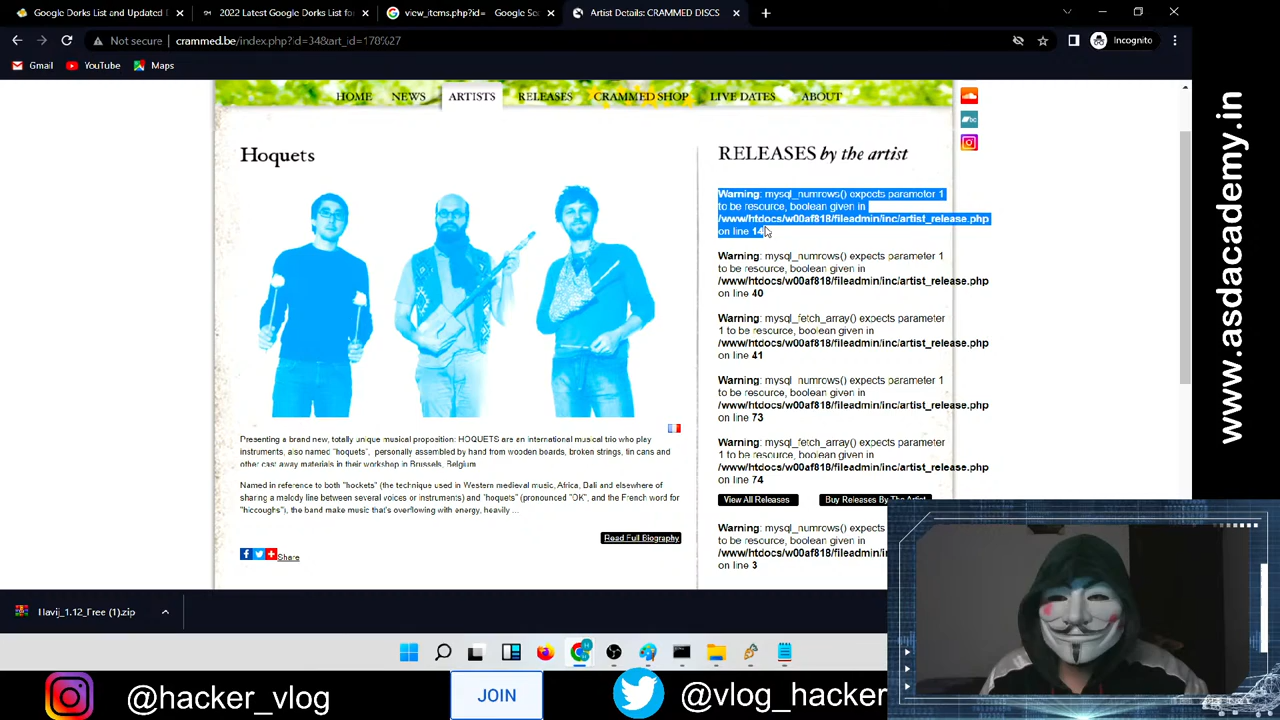 Google Dorks List and Updated
2022 Latest Google Dorks List for
view_items.php?id= - Google Sea
Artist Details: CRAMMED DISCS
Not secure
crammed.be/index.php?id=34&art_id=178%27
Incognito
Gmail
YouTube
Maps
HOME NEWS ARTISTS RELEASES CRAMMED SHOP LIVE DATES ABOUT
Hoquets
RELEASES by the artist
Warning: mysql_numrows() expects parameter 1
to be resource, boolean given in
/www/htdocs/w00af818/fileadmin/inc/artist_release.php
on line 14
Warning: mysql_numrows() expects parameter 1
to be resource, boolean given in
/www/htdocs/w00af818/fileadmin/inc/artist_release.php
on line 40
Warning: mysql_fetch_array() expects parameter
1 to be resource, boolean given in
/www/htdocs/w00af818/fileadmin/inc/artist_release.php
on line 41
Warning: mysql_numrows() expects parameter 1
to be resource, boolean given in
/www/htdocs/w00af818/fileadmin/inc/artist_release.php
on line 73
Warning: mysql_fetch_array() expects parameter
1 to be resource, boolean given in
/www/htdocs/w00af818/fileadmin/inc/artist_release.php
on line 74
View All Releases
Buy Releases By The Artist
Warning: mysql_numrows() ex
to be resource, boolean given
/www/htdocs/w00af818/filea
on line 3
Presenting a brand new, totally unique musical proposition: HOQUETS are an international musical trio who play
instruments, also named "hoquets", personally assembled by hand from wooden boards, broken strings, tin cans and
other cast away materials in their workshop in Brussels, Belgium
Named in reference to both "hockets" (the technique used in Western medieval music, Africa, Bali and elsewhere of
sharing a melody line between several voices or instruments) and "hoquets" (pronounced "OK", and the French word for
"hiccoughs"), the band make music that's overflowing with energy, heavily ...
Read Full Biography
Share
Havij_1.12_Free (1).zip
@hacker_vlog
JOIN
@vlog_hacker
www.asdacademy.in